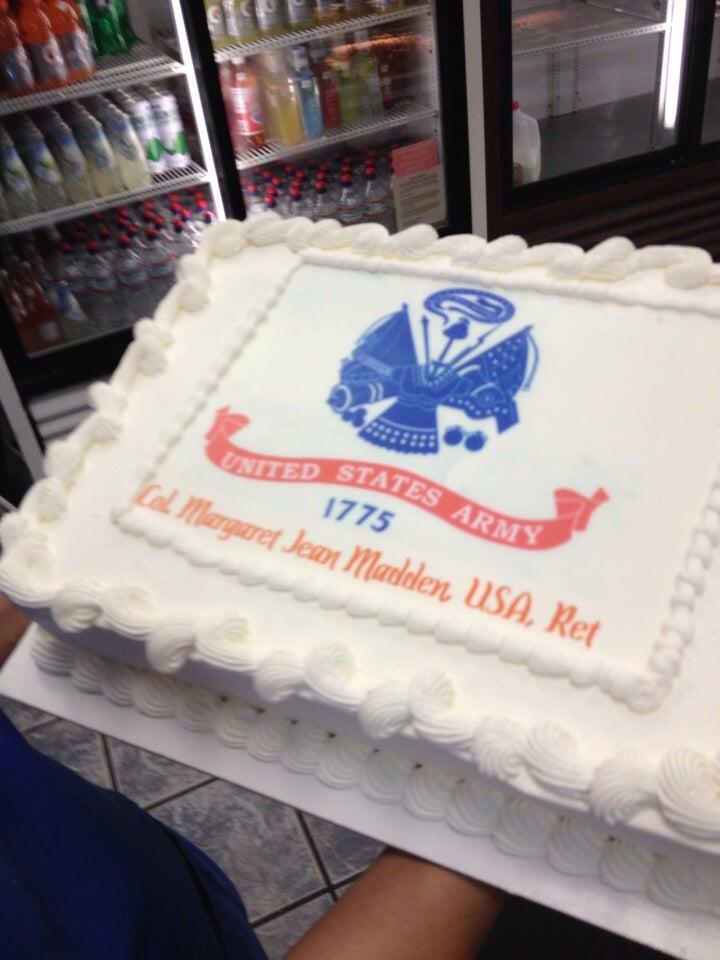 UNITED STATES ARMY
1775
Col. Margaret Jean Madden, USA, Ret